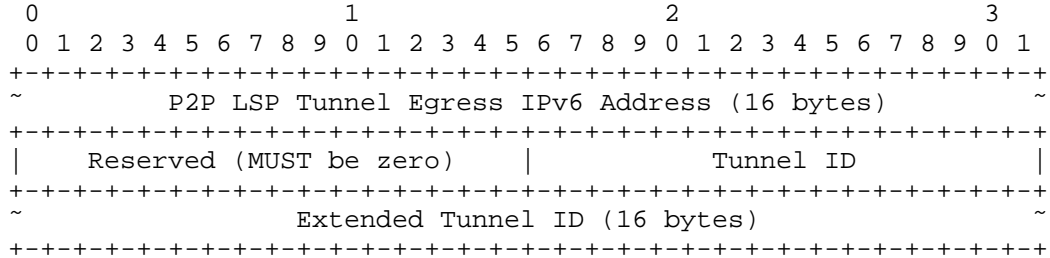 0                   1                   2                   3
 0 1 2 3 4 5 6 7 8 9 0 1 2 3 4 5 6 7 8 9 0 1 2 3 4 5 6 7 8 9 0 1
+-+-+-+-+-+-+-+-+-+-+-+-+-+-+-+-+-+-+-+-+-+-+-+-+-+-+-+-+-+-+-+-+
~         P2P LSP Tunnel Egress IPv6 Address (16 bytes)         ~
+-+-+-+-+-+-+-+-+-+-+-+-+-+-+-+-+-+-+-+-+-+-+-+-+-+-+-+-+-+-+-+-+
|    Reserved (MUST be zero)    |           Tunnel ID           |
+-+-+-+-+-+-+-+-+-+-+-+-+-+-+-+-+-+-+-+-+-+-+-+-+-+-+-+-+-+-+-+-+
~                 Extended Tunnel ID (16 bytes)                 ~
+-+-+-+-+-+-+-+-+-+-+-+-+-+-+-+-+-+-+-+-+-+-+-+-+-+-+-+-+-+-+-+-+